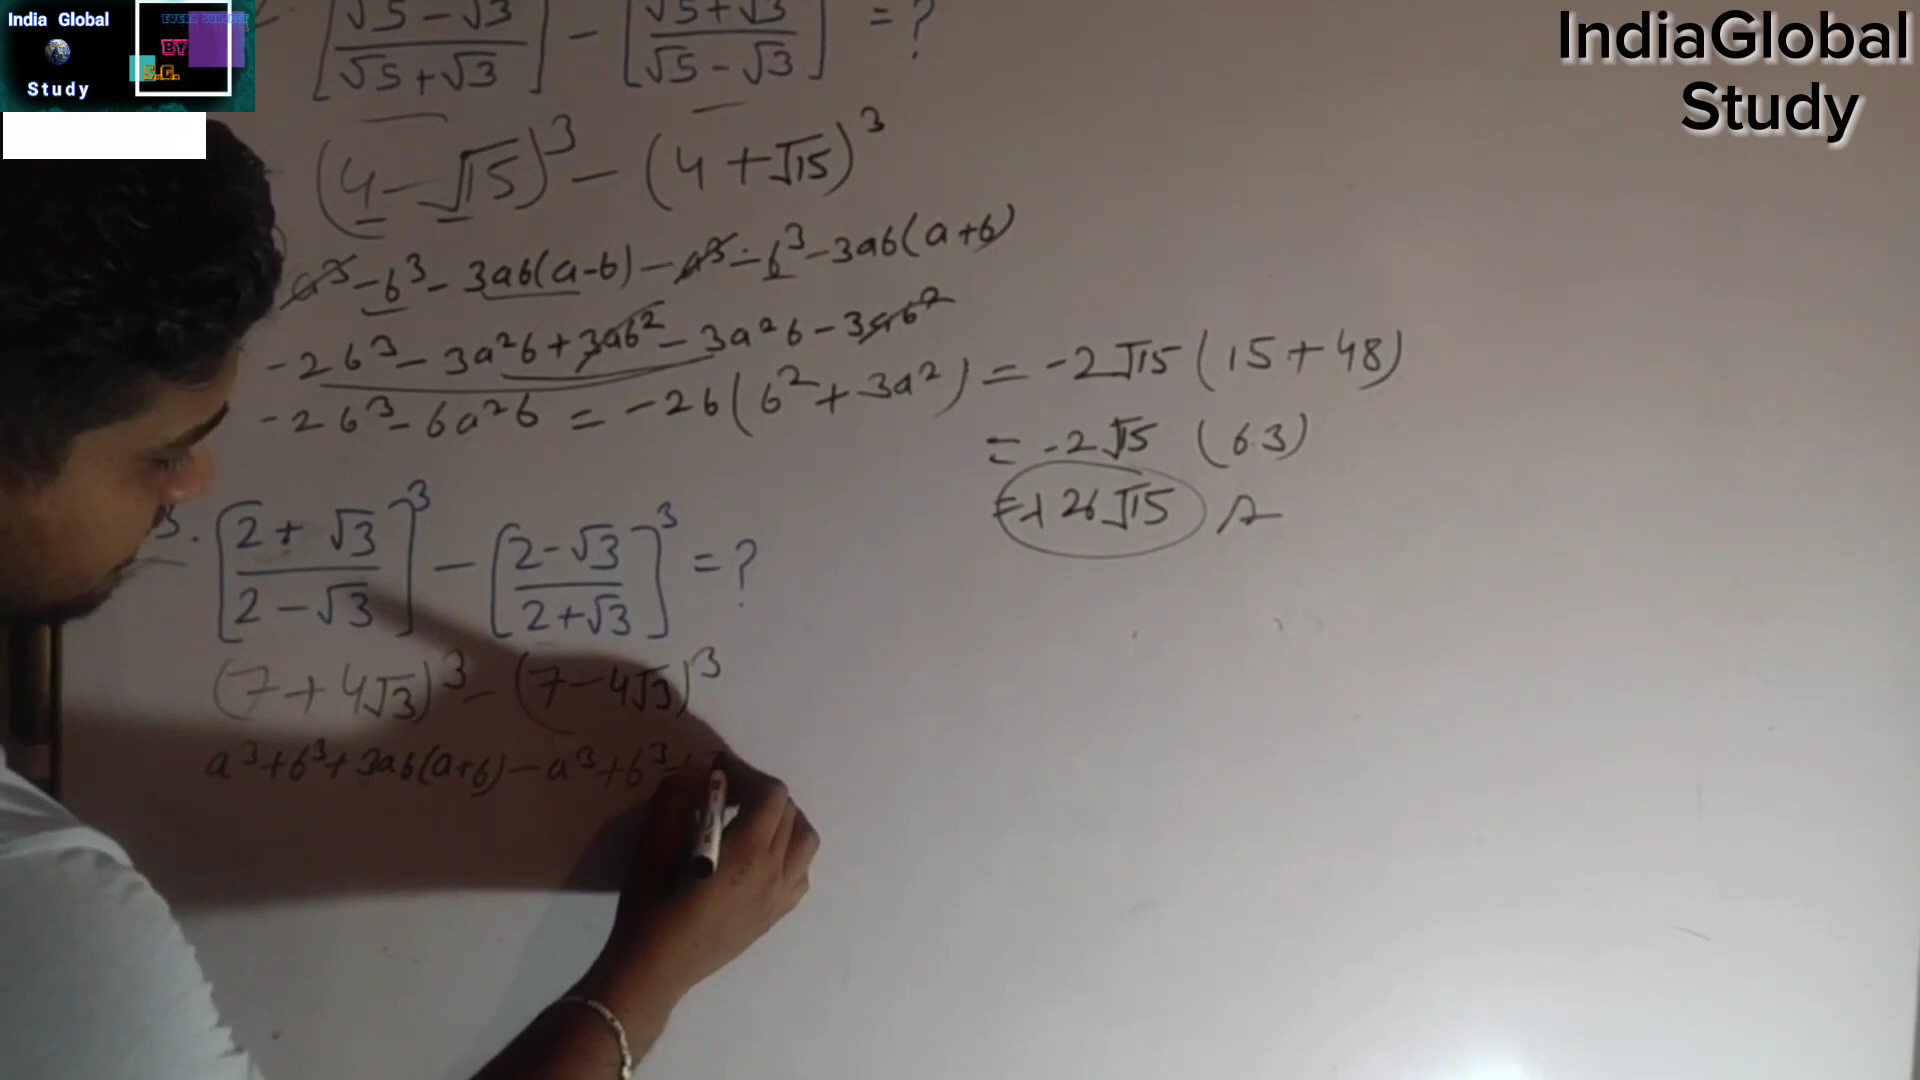 India Global
Study
EVERY SUBJECT
BY
S.G.
IndiaGlobal
Study
[√5-√3/√5+√3] - [√5+√3/√5-√3] = ?
(4-√15)³ - (4+√15)³
a³-b³-3ab(a-b)-a³-b³-3ab(a+b)
-2b³-3a²b+3ab²-3a²b-3ab²
-2b³-6a²b = -2b(b²+3a²) = -2√15(15+48)
= -2√15 (63)
=-126√15
3. [2+√3/2-√3]³ - [2-√3/2+√3]³ = ?
(7+4√3)³ - (7-4√3)³
a³+b³+3ab(a+b)-a³+b³+